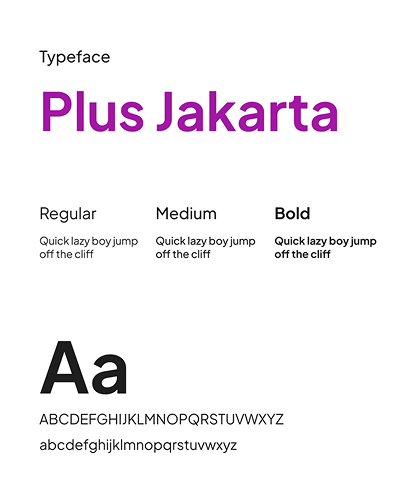 Typeface
Plus Jakarta
Regular
Quick lazy boy jump
off the cliff
Medium
Quick lazy boy jump
off the cliff
Bold
Quick lazy boy jump
off the cliff
Aa
ABCDEFGHIJKLMNOPQRSTUVWXYZ
abcdefghijklmnopqrstuvwxyz